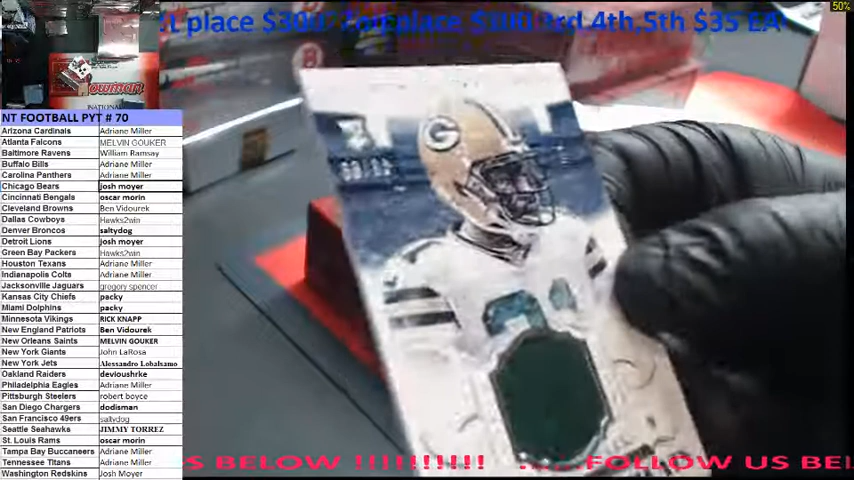 place $300 2nd place $100 3rd 4th,5th $35 EA
50%
Bowman
NATIONAL
NT FOOTBALL PYT # 70
Arizona Cardinals Adriane Miller
Atlanta Falcons MELVIN GOUKER
Baltimore Ravens William Ramsay
Buffalo Bills Adriane Miller
Carolina Panthers Adriane Miller
Chicago Bears josh moyer
Cincinnati Bengals oscar morin
Cleveland Browns Ben Vidourek
Dallas Cowboys Hawks2win
Denver Broncos saltydog
Detroit Lions josh moyer
Green Bay Packers Hawks2win
Houston Texans Adriane Miller
Indianapolis Colts Adriane Miller
Jacksonville Jaguars gregory spencer
Kansas City Chiefs packy
Miami Dolphins packy
Minnesota Vikings RICK KNAPP
New England Patriots Ben Vidourek
New Orleans Saints MELVIN GOUKER
New York Giants John LaRosa
New York Jets Alessandro Lobalsamo
Oakland Raiders devioushrke
Philadelphia Eagles Adriane Miller
Pittsburgh Steelers robert boyce
San Diego Chargers dodisman
San Francisco 49ers saltydog
Seattle Seahawks JIMMY TORREZ
St. Louis Rams oscar morin
Tampa Bay Buccaneers Adriane Miller
Tennessee Titans Adriane Miller
Washington Redskins Josh Moyer
G
S BELOW !!!!!!!!!! ......FOLLOW US BEL